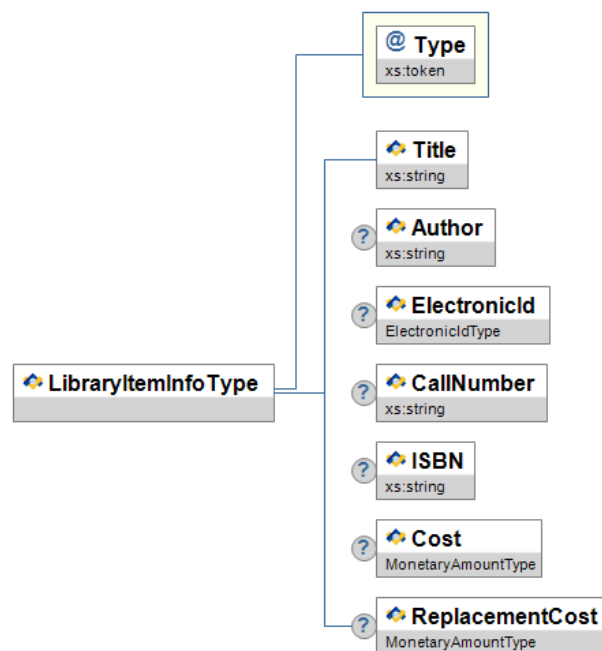 @ Type
xs:token
Title
xs:string
? Author
xs:string
? ElectronicId
ElectronicIdType
LibraryItemInfoType
? CallNumber
xs:string
? ISBN
xs:string
? Cost
MonetaryAmountType
? ReplacementCost
MonetaryAmountType